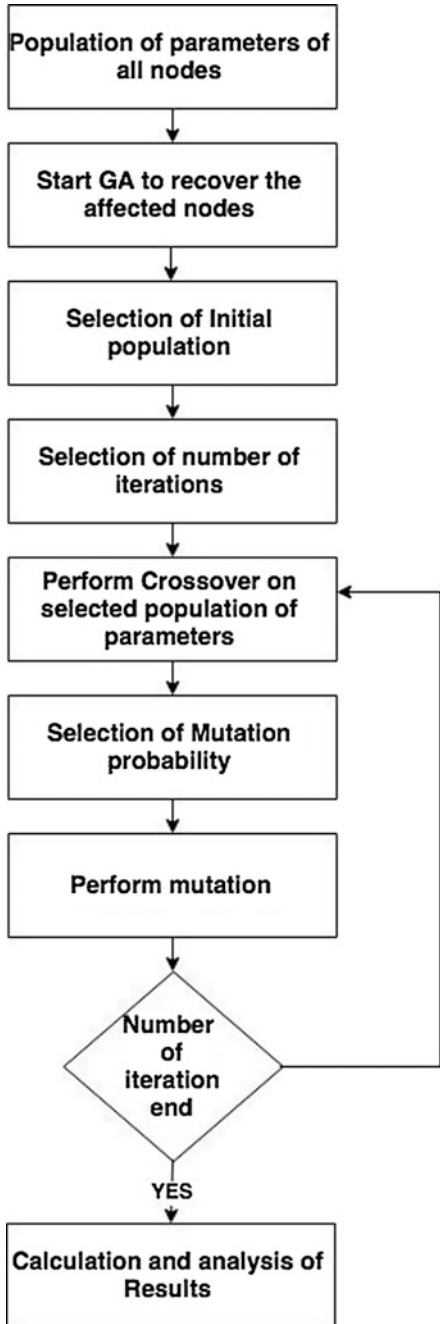 Population of parameters of
all nodes
Start GA to recover the
affected nodes
Selection of Initial
population
Selection of number of
iterations
Perform Crossover on
selected population of
parameters
Selection of Mutation
probability
Perform mutation
Number
of
iteration
end
YES
Calculation and analysis of
Results